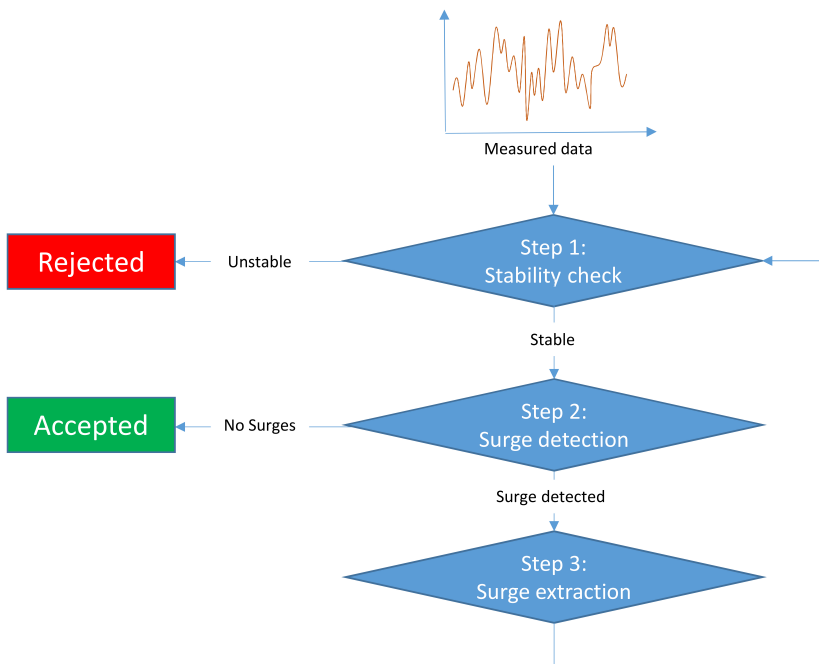 Measured data
Step 1:
Stability check
Rejected
Unstable
Stable
Step 2:
Surge detection
Accepted
No Surges
Surge detected
Step 3:
Surge extraction